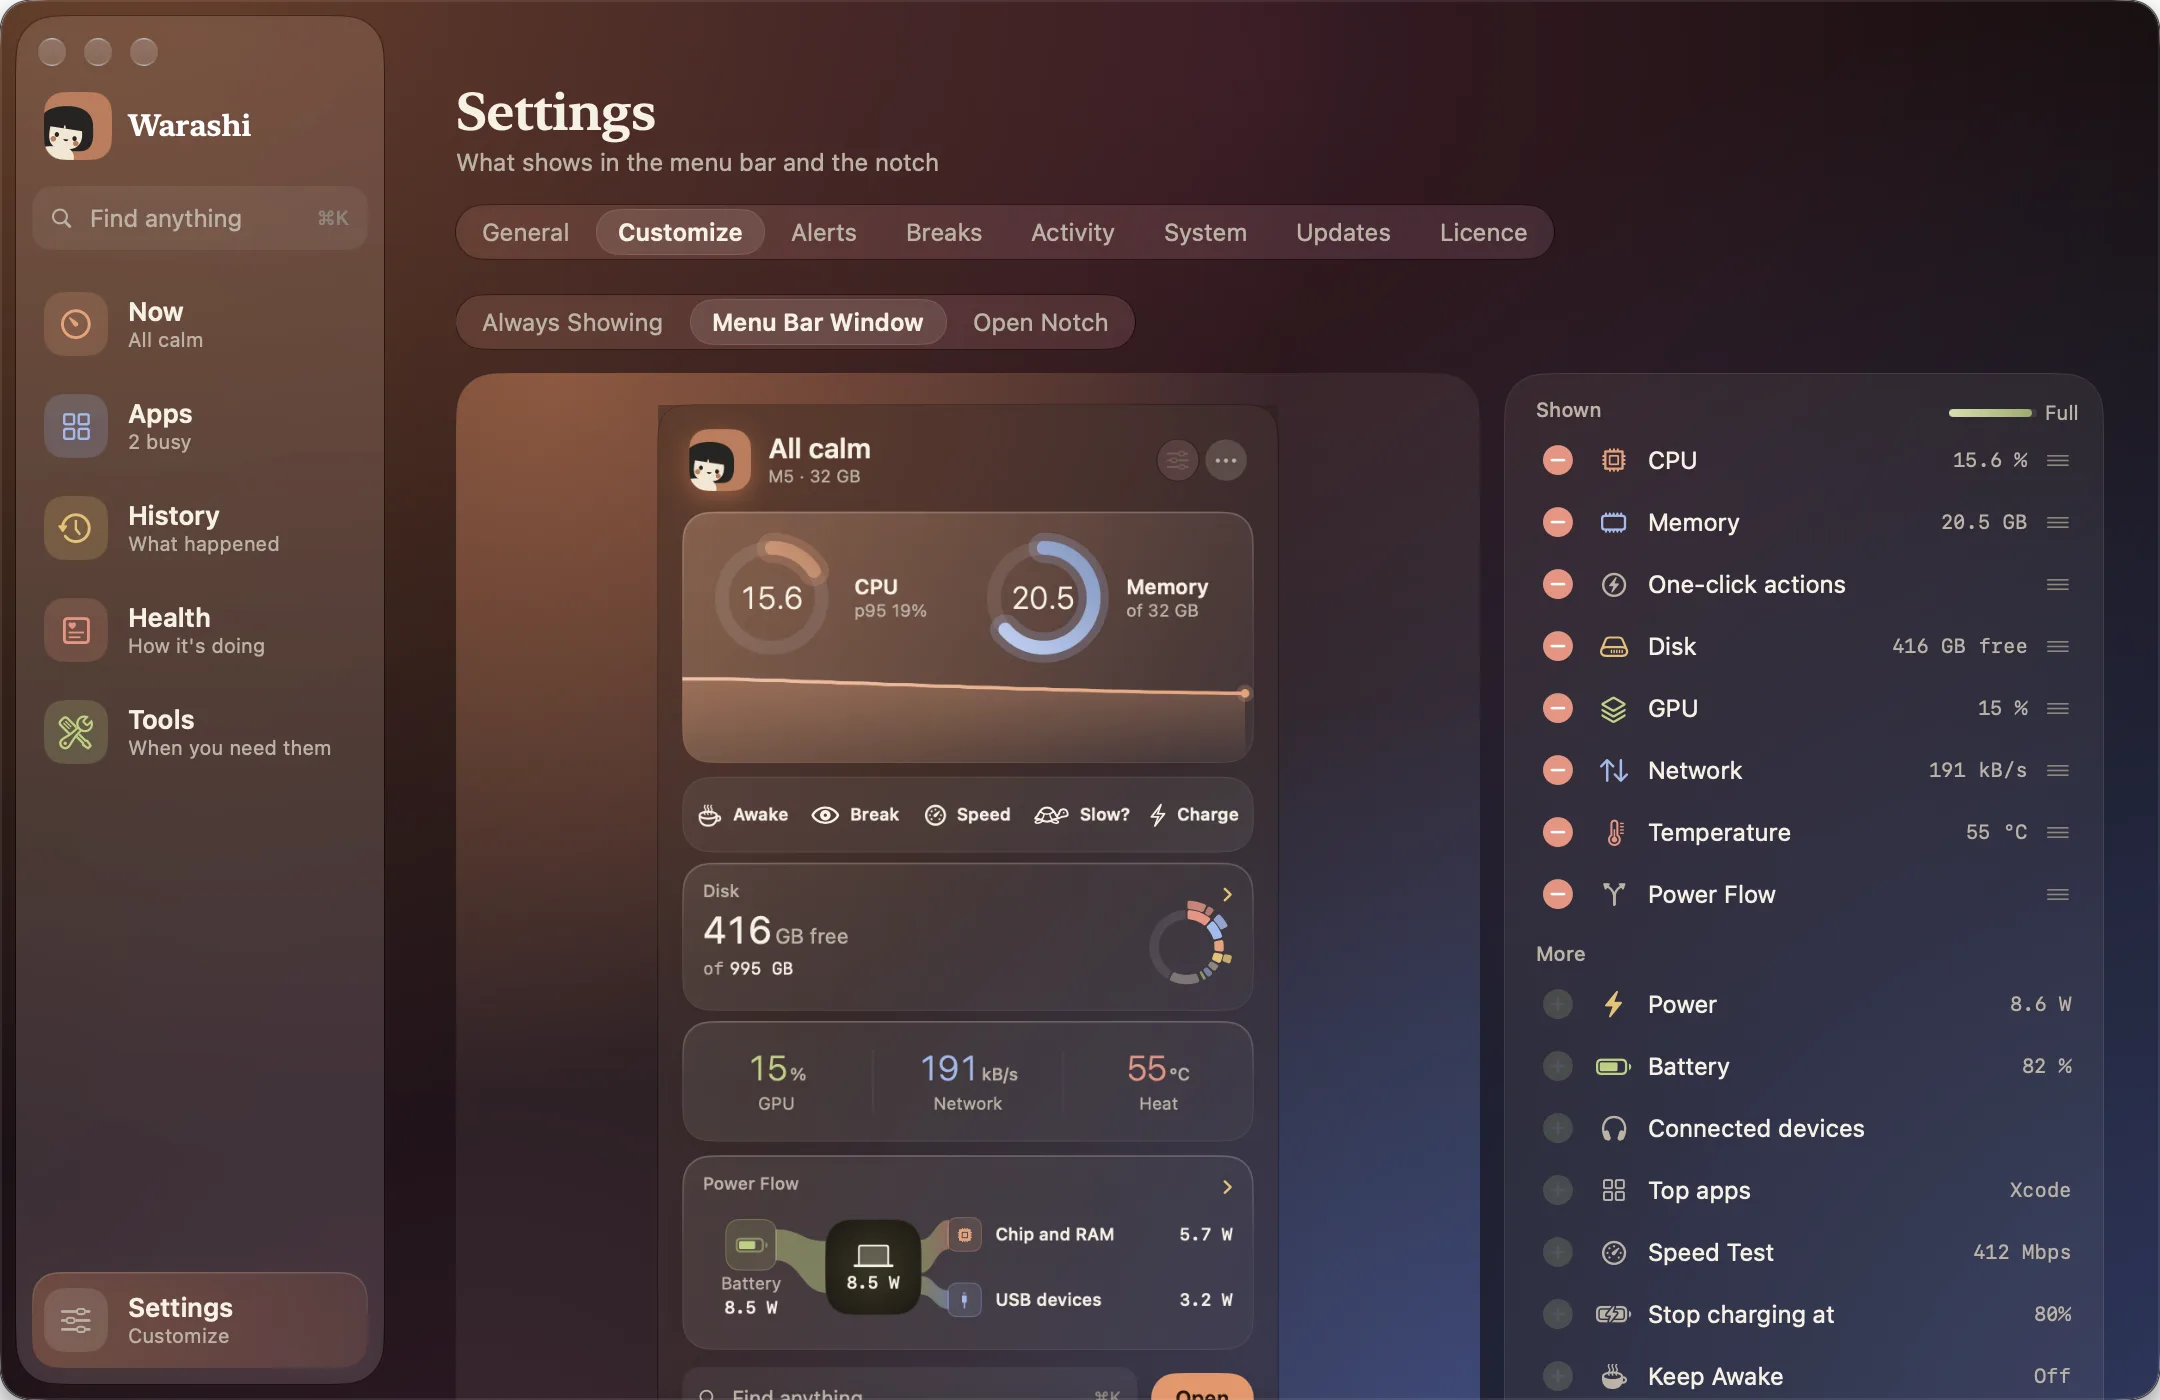 Warashi
Find anything ⌘K
Now
All calm
Apps
2 busy
History
What happened
Health
How it's doing
Tools
When you need them
Settings
Customize
Settings
What shows in the menu bar and the notch
General Customize Alerts Breaks Activity System Updates Licence
Always Showing Menu Bar Window Open Notch
All calm
M5 · 32 GB
15.6 CPU
p95 19%
20.5 Memory
of 32 GB
Awake Break Speed Slow? Charge
Disk
416 GB free
of 995 GB
15% 191 kB/s 55 °C
GPU Network Heat
Power Flow
Battery
8.5 W
8.5 W
Chip and RAM 5.7 W
USB devices 3.2 W
Find anything ⌘K Open
Shown Full
CPU 15.6 %
Memory 20.5 GB
One-click actions
Disk 416 GB free
GPU 15 %
Network 191 kB/s
Temperature 55 °C
Power Flow
More
Power 8.6 W
Battery 82 %
Connected devices
Top apps Xcode
Speed Test 412 Mbps
Stop charging at 80%
Keep Awake Off